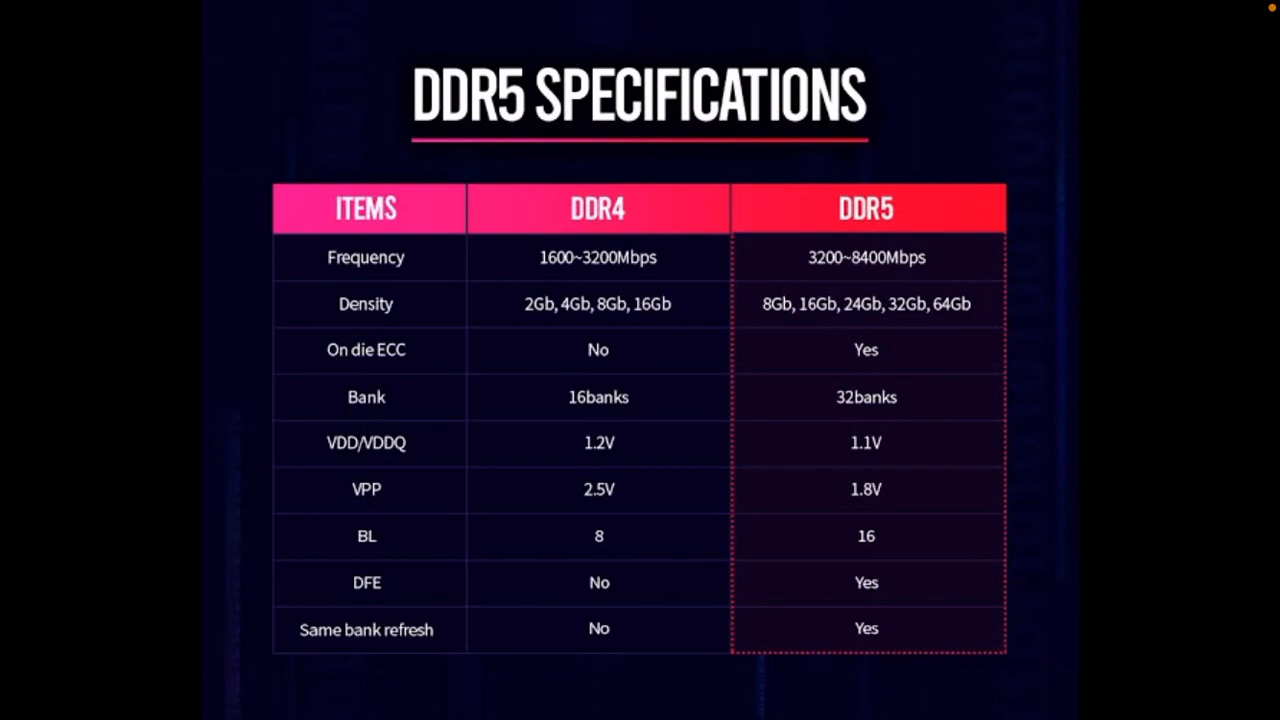 DDR5 SPECIFICATIONS
ITEMS DDR4 DDR5
Frequency 1600~3200Mbps 3200~8400Mbps
Density 2Gb, 4Gb, 8Gb, 16Gb 8Gb, 16Gb, 24Gb, 32Gb, 64Gb
On die ECC No Yes
Bank 16banks 32banks
VDD/VDDQ 1.2V 1.1V
VPP 2.5V 1.8V
BL 8 16
DFE No Yes
Same bank refresh No Yes